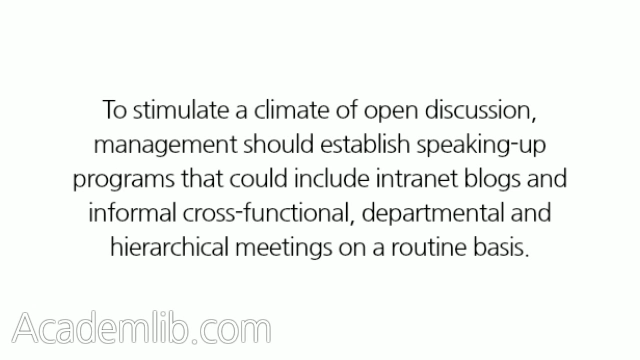 To stimulate a climate of open discussion,
management should establish speaking-up
programs that could include intranet blogs and
informal cross-functional, departmental and
hierarchical meetings on a routine basis.
Academlib.com